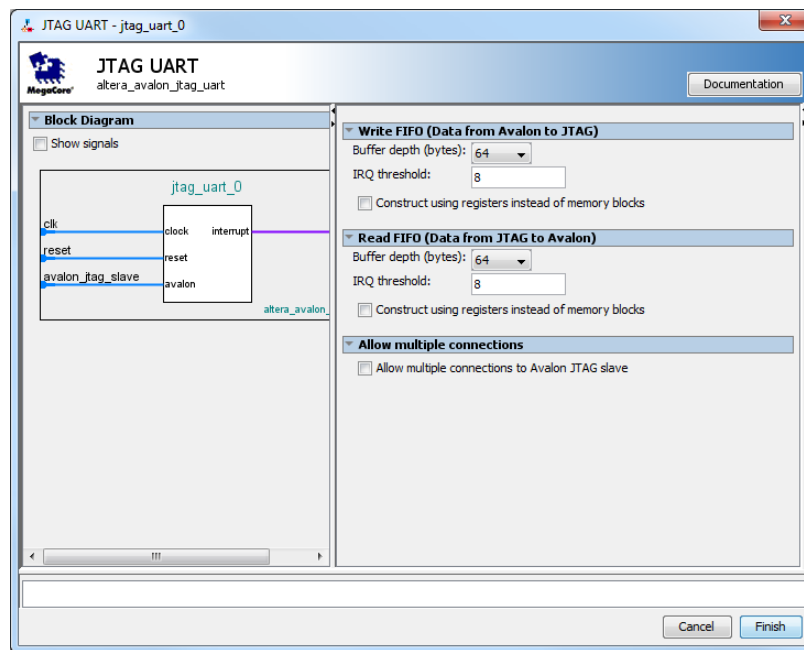 JTAG UART - jtag_uart_0
JTAG UART
altera_avalon_jtag_uart
MegaCore®
Documentation
Block Diagram
Show signals
jtag_uart_0
clk
clock interrupt
reset
reset
avalon_jtag_slave
avalon
altera_avalon_
Write FIFO (Data from Avalon to JTAG)
Buffer depth (bytes): 64
IRQ threshold: 8
Construct using registers instead of memory blocks
Read FIFO (Data from JTAG to Avalon)
Buffer depth (bytes): 64
IRQ threshold: 8
Construct using registers instead of memory blocks
Allow multiple connections
Allow multiple connections to Avalon JTAG slave
Cancel Finish